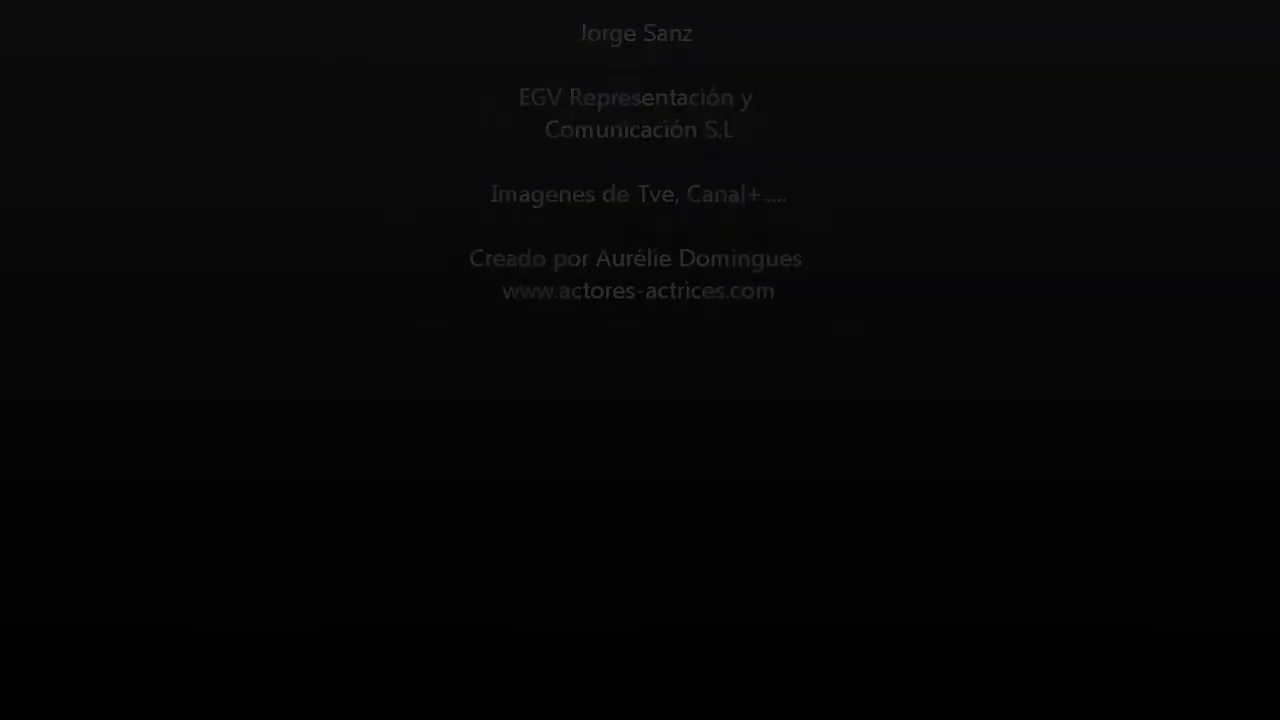 Jorge Sanz
EGV Representación y
Comunicación S.L
Imagenes de Tve, Canal+.....
Creado por Aurélie Domingues
www.actores-actrices.com